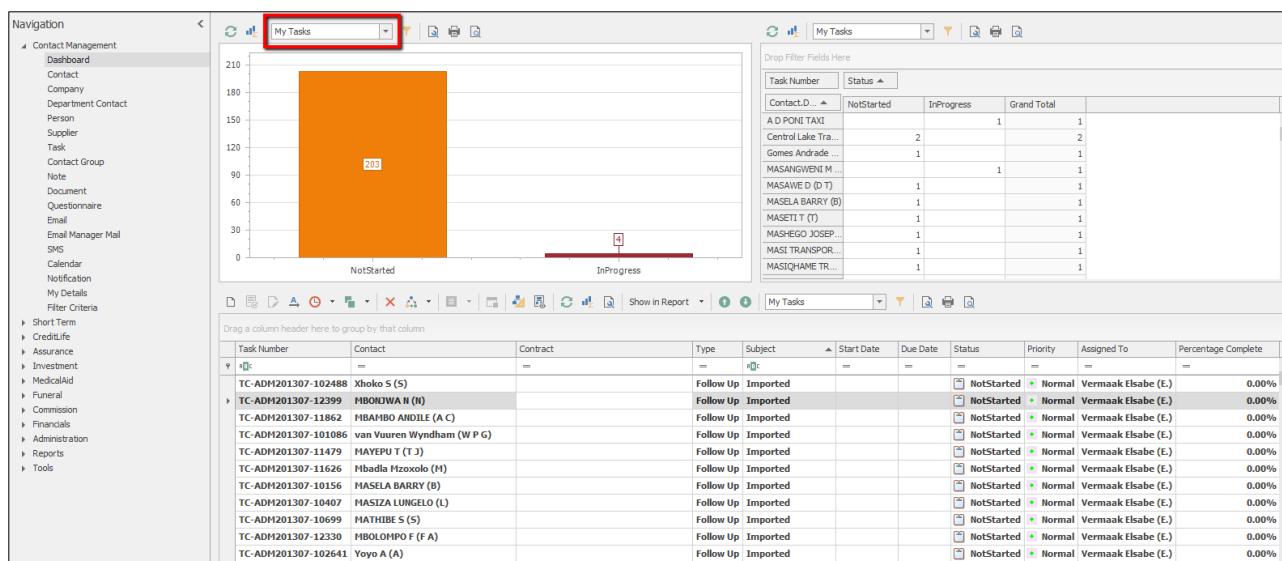 Navigation
Contact Management
Dashboard
Contact
Company
Department Contact
Person
Supplier
Task
Contact Group
Note
Document
Questionnaire
Email
Email Manager Mail
SMS
Calendar
Notification
My Details
Filter Criteria
Short Term
CreditLife
Assurance
Investment
MedicalAid
Funeral
Commission
Financials
Administration
Reports
Tools
My Tasks
210
180
150
120
90
60
30
0
203
4
NotStarted InProgress
My Tasks
Drop Filter Fields Here
Task Number Status
Contact.D... NotStarted InProgress Grand Total
A D PONI TAXI 1 1
Centrol Lake Tra... 2 2
Gomes Andrade ... 1 1
MASANGWENI M ... 1 1
MASAWE D (D T) 1 1
MASELA BARRY (B) 1 1
MASETI T (T) 1 1
MASHEGO JOSEP... 1 1
MASI TRANSPOR... 1 1
MASIQHAME TR... 1 1
Show in Report My Tasks
Drag a column header here to group by that column
Task Number Contact Contract Type Subject Start Date Due Date Status Priority Assigned To Percentage Complete
TC-ADM201307-102488 Xhoko S (S) Follow Up Imported NotStarted Normal Vermaak Elsabe (E.) 0.00%
TC-ADM201307-12399 MBONJWA N (N) Follow Up Imported NotStarted Normal Vermaak Elsabe (E.) 0.00%
TC-ADM201307-11862 MBAMBO ANDILE (A C) Follow Up Imported NotStarted Normal Vermaak Elsabe (E.) 0.00%
TC-ADM201307-101086 van Vuuren Wyndham (W P G) Follow Up Imported NotStarted Normal Vermaak Elsabe (E.) 0.00%
TC-ADM201307-11479 MAYEPU T (T J) Follow Up Imported NotStarted Normal Vermaak Elsabe (E.) 0.00%
TC-ADM201307-11626 Mbadla Mzoxolo (M) Follow Up Imported NotStarted Normal Vermaak Elsabe (E.) 0.00%
TC-ADM201307-10156 MASELA BARRY (B) Follow Up Imported NotStarted Normal Vermaak Elsabe (E.) 0.00%
TC-ADM201307-10407 MASIZA LUNGELO (L) Follow Up Imported NotStarted Normal Vermaak Elsabe (E.) 0.00%
TC-ADM201307-10699 MATHIBE S (S) Follow Up Imported NotStarted Normal Vermaak Elsabe (E.) 0.00%
TC-ADM201307-12330 MBOLOMPO F (F A) Follow Up Imported NotStarted Normal Vermaak Elsabe (E.) 0.00%
TC-ADM201307-102641 Yoyo A (A) Follow Up Imported NotStarted Normal Vermaak Elsabe (E.) 0.00%